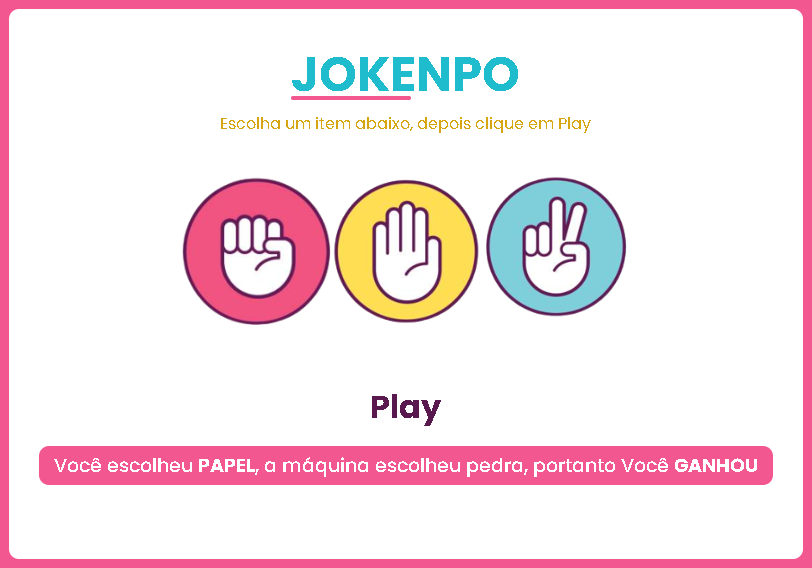 JOKENPO
Escolha um item abaixo, depois clique em Play
Play
Você escolheu PAPEL, a máquina escolheu pedra, portanto Você GANHOU